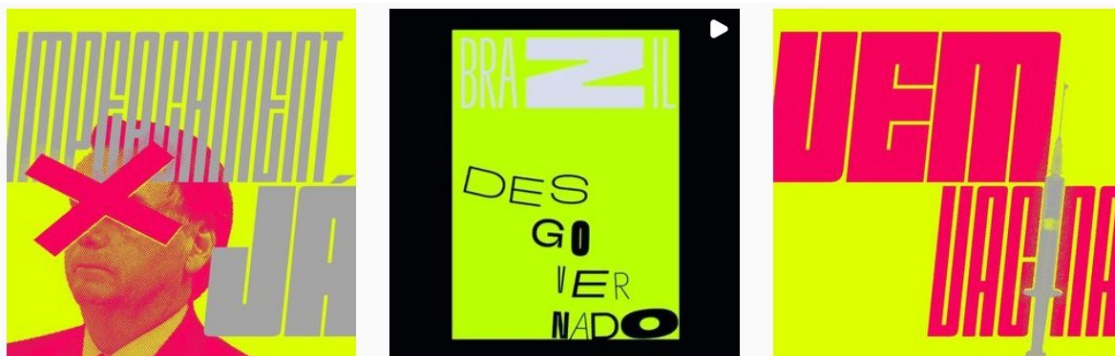 IMPEACHMENT
JÁ
BRAZIL
DES
GO
VER
NADO
VEM
VACINA